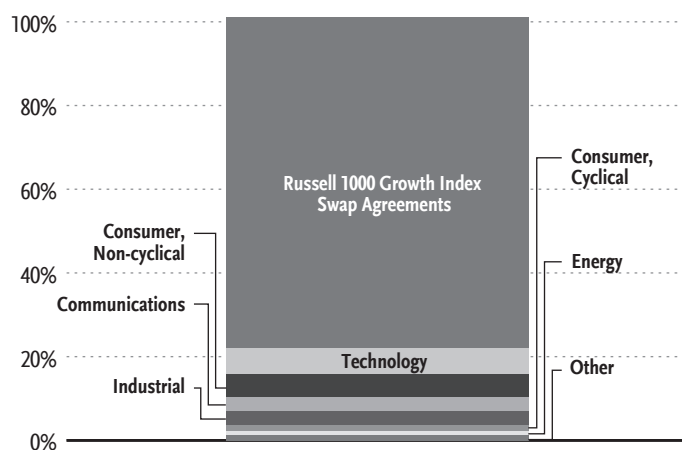 100%
80%
60%
40%
20%
0%
Russell 1000 Growth Index
Swap Agreements
Technology
Consumer,
Non-cyclical
Communications
Industrial
Consumer,
Cyclical
Energy
Other